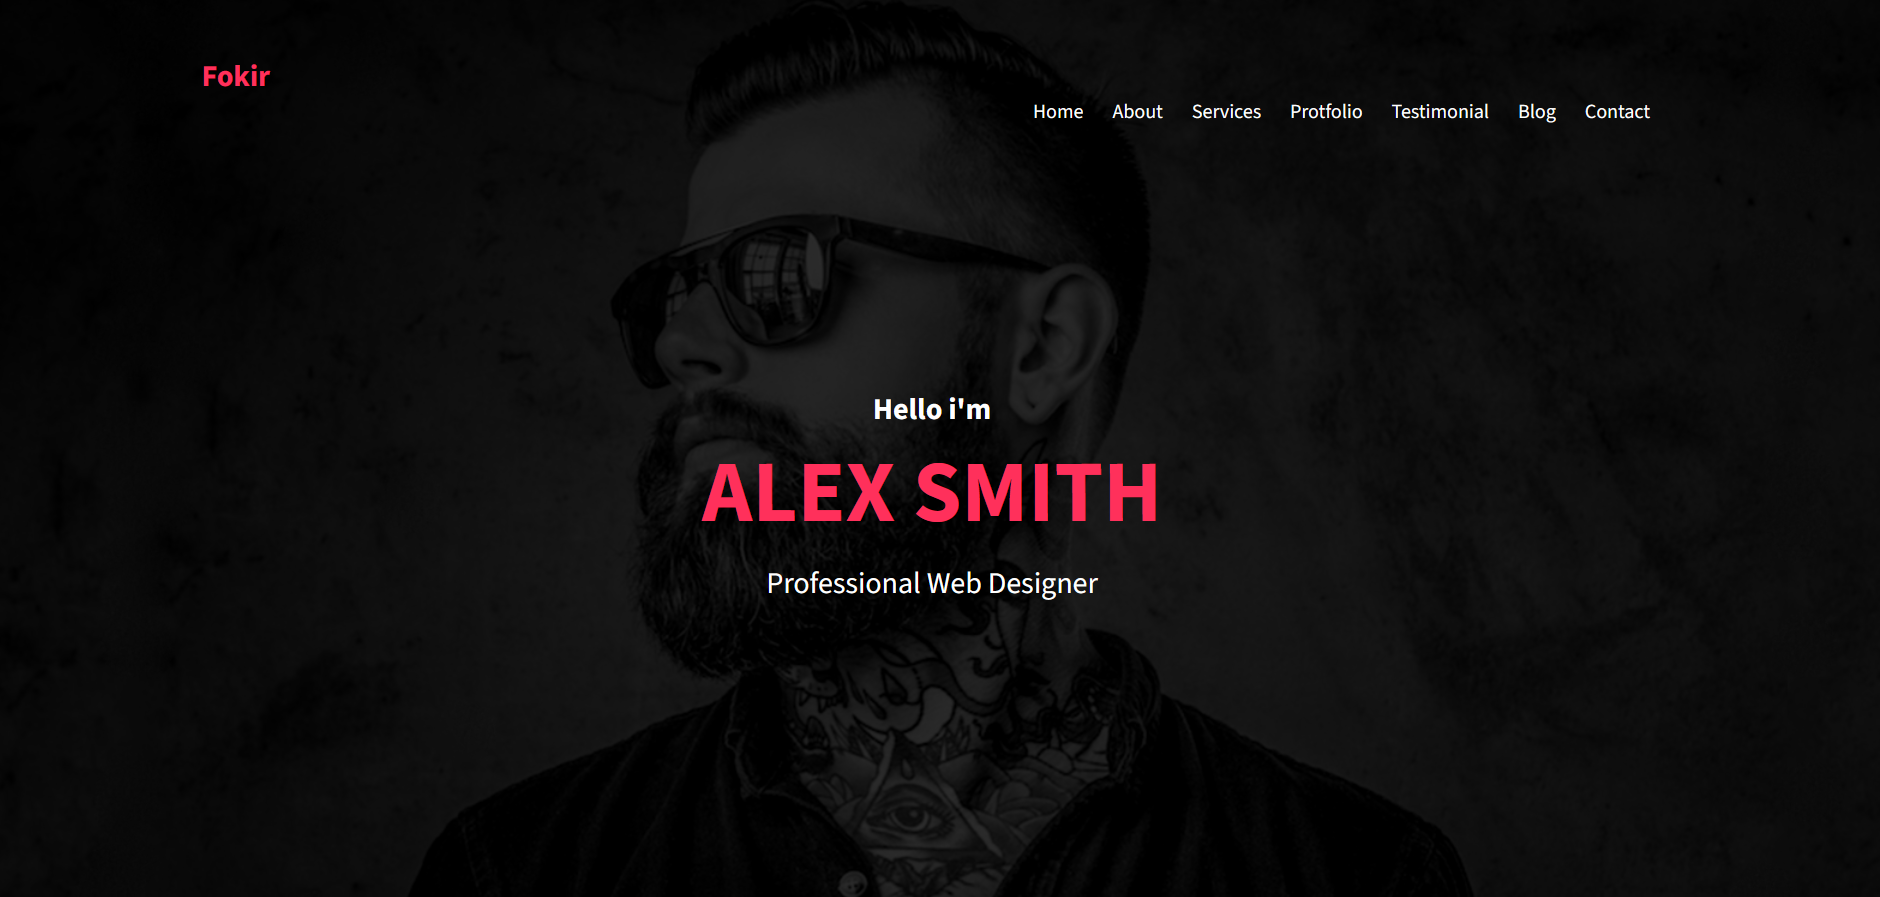 Fokir
Home About Services Protfolio Testimonial Blog Contact
Hello i'm
ALEX SMITH
Professional Web Designer